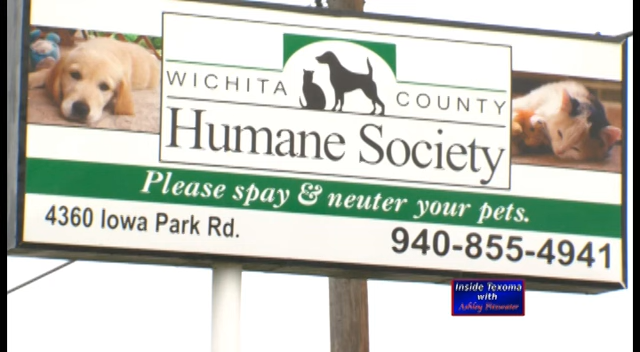 WICHITA COUNTY
Humane Society
Please spay & neuter your pets.
4360 Iowa Park Rd.
940-855-4941
Inside Texoma
with
Ashley